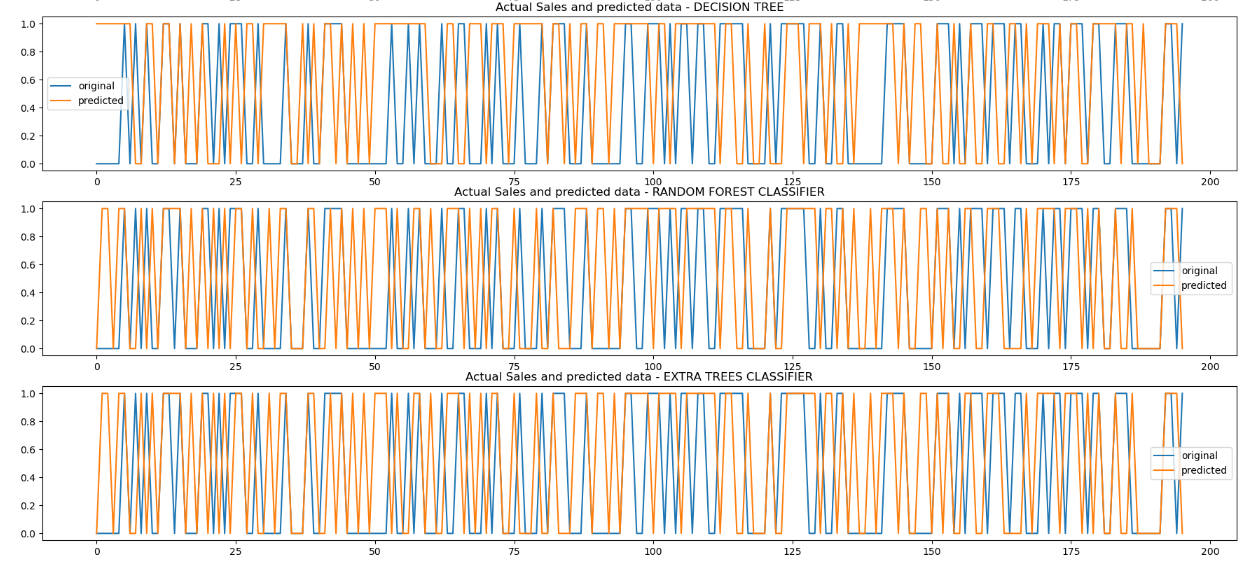 Actual Sales and predicted data - DECISION TREE
1.0
0.8
0.6
0.4
0.2
0.0
original
predicted
0 25 50 75 100 125 150 175 200
Actual Sales and predicted data - RANDOM FOREST CLASSIFIER
1.0
0.8
0.6
0.4
0.2
0.0
original
predicted
0 25 50 75 100 125 150 175 200
Actual Sales and predicted data - EXTRA TREES CLASSIFIER
1.0
0.8
0.6
0.4
0.2
0.0
original
predicted
0 25 50 75 100 125 150 175 200